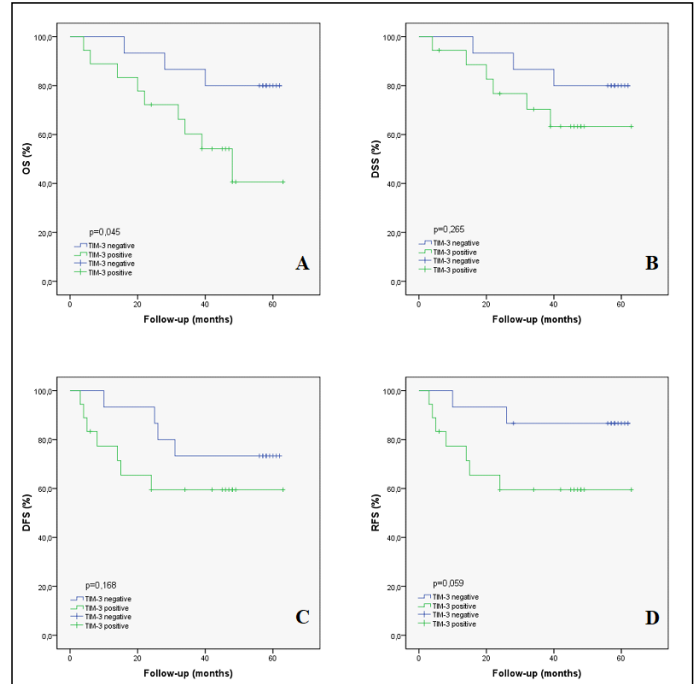 100,0
80,0
60,0
40,0
20,0
0,0
OS (%)
p=0,045
TIM-3 negative
TIM-3 positive
TIM-3 negative
TIM-3 positive
A
0 20 40 60
Follow-up (months)
100,0
80,0
60,0
40,0
20,0
0,0
DSS (%)
p=0,265
TIM-3 negative
TIM-3 positive
TIM-3 negative
TIM-3 positive
B
0 20 40 60
Follow-up (months)
100,0
80,0
60,0
40,0
20,0
0,0
DFS (%)
p=0,168
TIM-3 negative
TIM-3 positive
TIM-3 negative
TIM-3 positive
C
0 20 40 60
Follow-up (months)
100,0
80,0
60,0
40,0
20,0
0,0
RFS (%)
p=0,059
TIM-3 negative
TIM-3 positive
TIM-3 negative
TIM-3 positive
D
0 20 40 60
Follow-up (months)